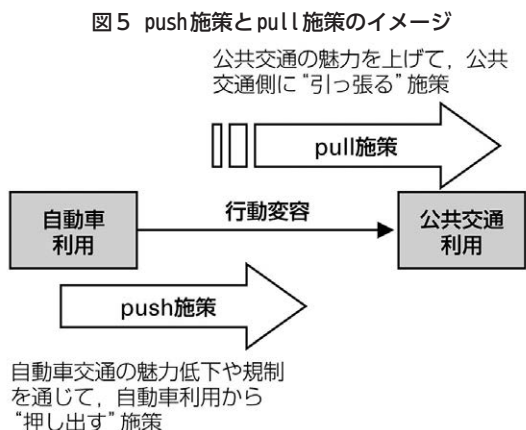 図5 push施策とpull施策のイメージ
公共交通の魅力を上げて，公共
交通側に“引っ張る”施策
pull施策
自動車
利用
行動変容
公共交通
利用
push施策
自動車交通の魅力低下や規制
を通じて，自動車利用から
“押し出す”施策